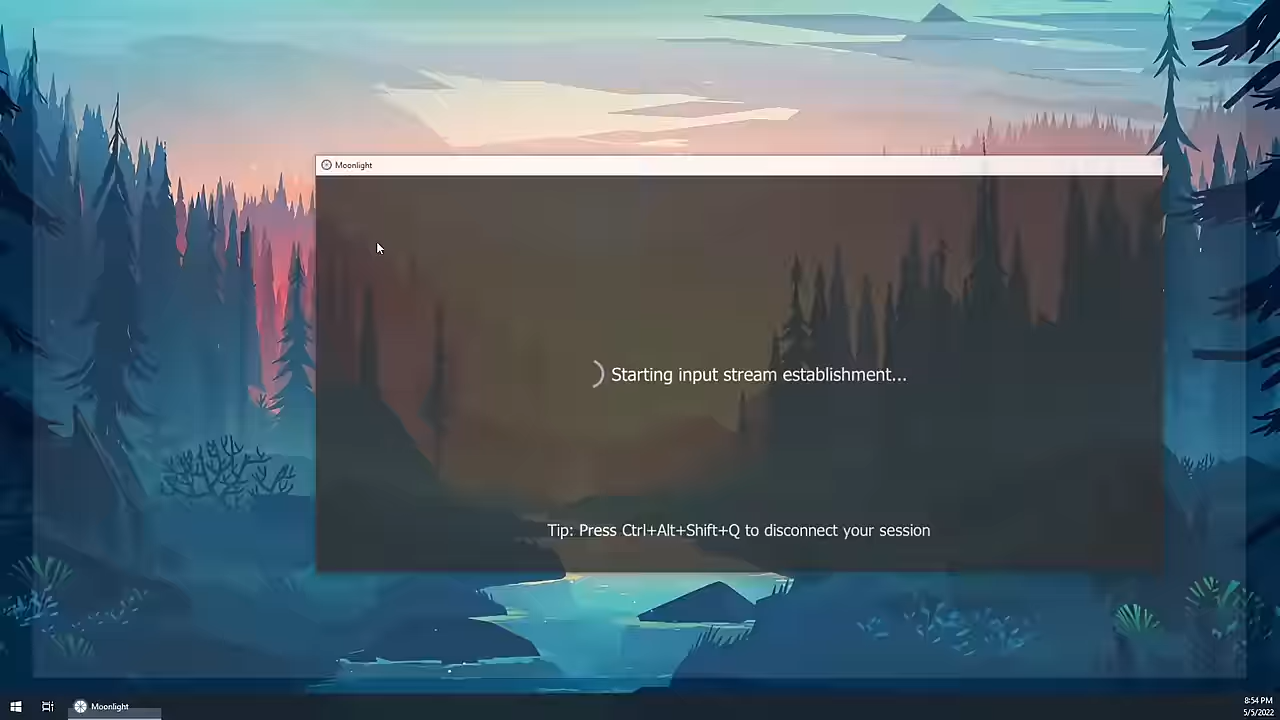 Moonlight
Starting input stream establishment...
Tip: Press Ctrl+Alt+Shift+Q to disconnect your session
Moonlight
8:54 PM
5/5/2022